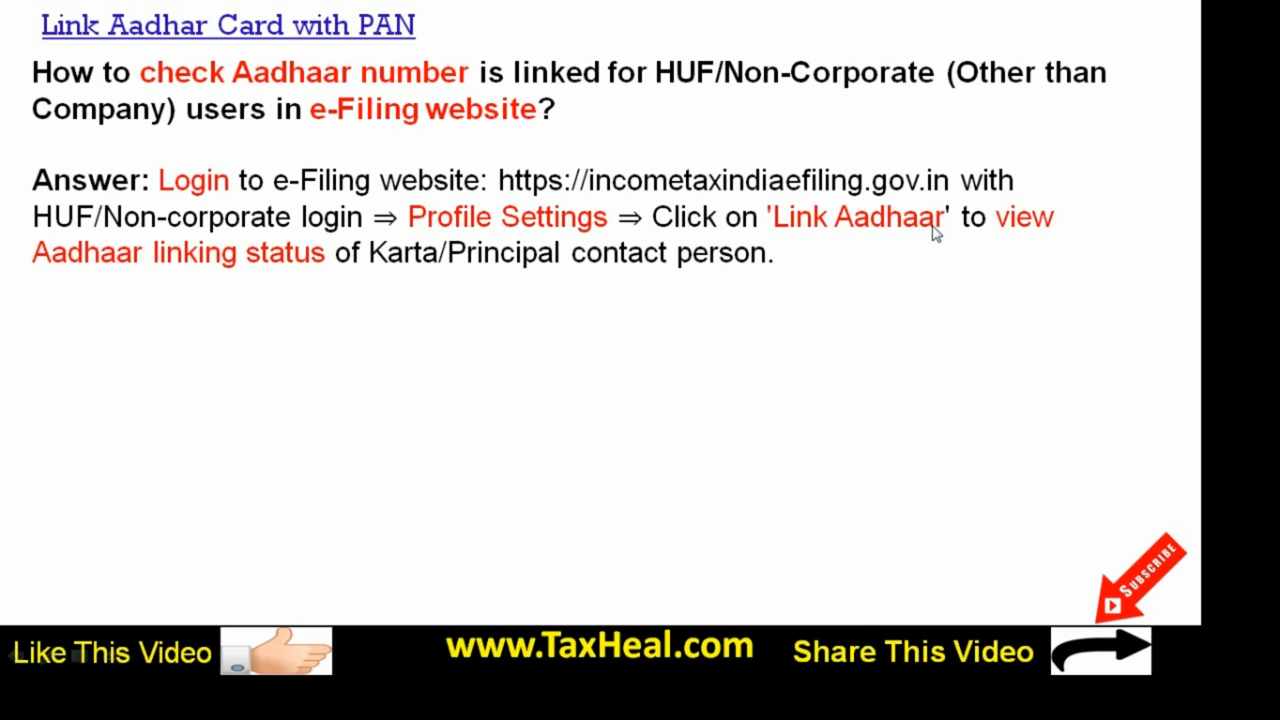 Link Aadhar Card with PAN
How to check Aadhaar number is linked for HUF/Non-Corporate (Other than
Company) users in e-Filing website?
Answer: Login to e-Filing website: https://incometaxindiaefiling.gov.in with
HUF/Non-corporate login ⇒ Profile Settings ⇒ Click on 'Link Aadhaar' to view
Aadhaar linking status of Karta/Principal contact person.
SUBSCRIBE
Like This Video
www.TaxHeal.com
Share This Video